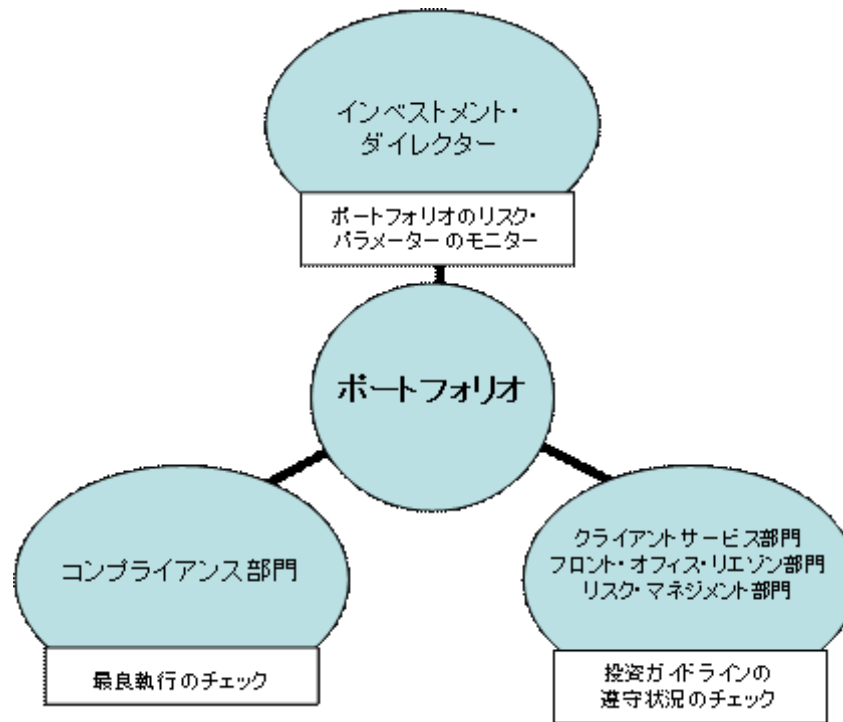 インベストメント・
ダイレクター
ポートフォリオのリスク・
パラメーターのモニター
ポートフォリオ
コンプライアンス部門
最良執行のチェック
クライアントサービス部門
フロント・オフィス・リエゾン部門
リスク・マネジメント部門
投資ガイドラインの
遵守状況のチェック